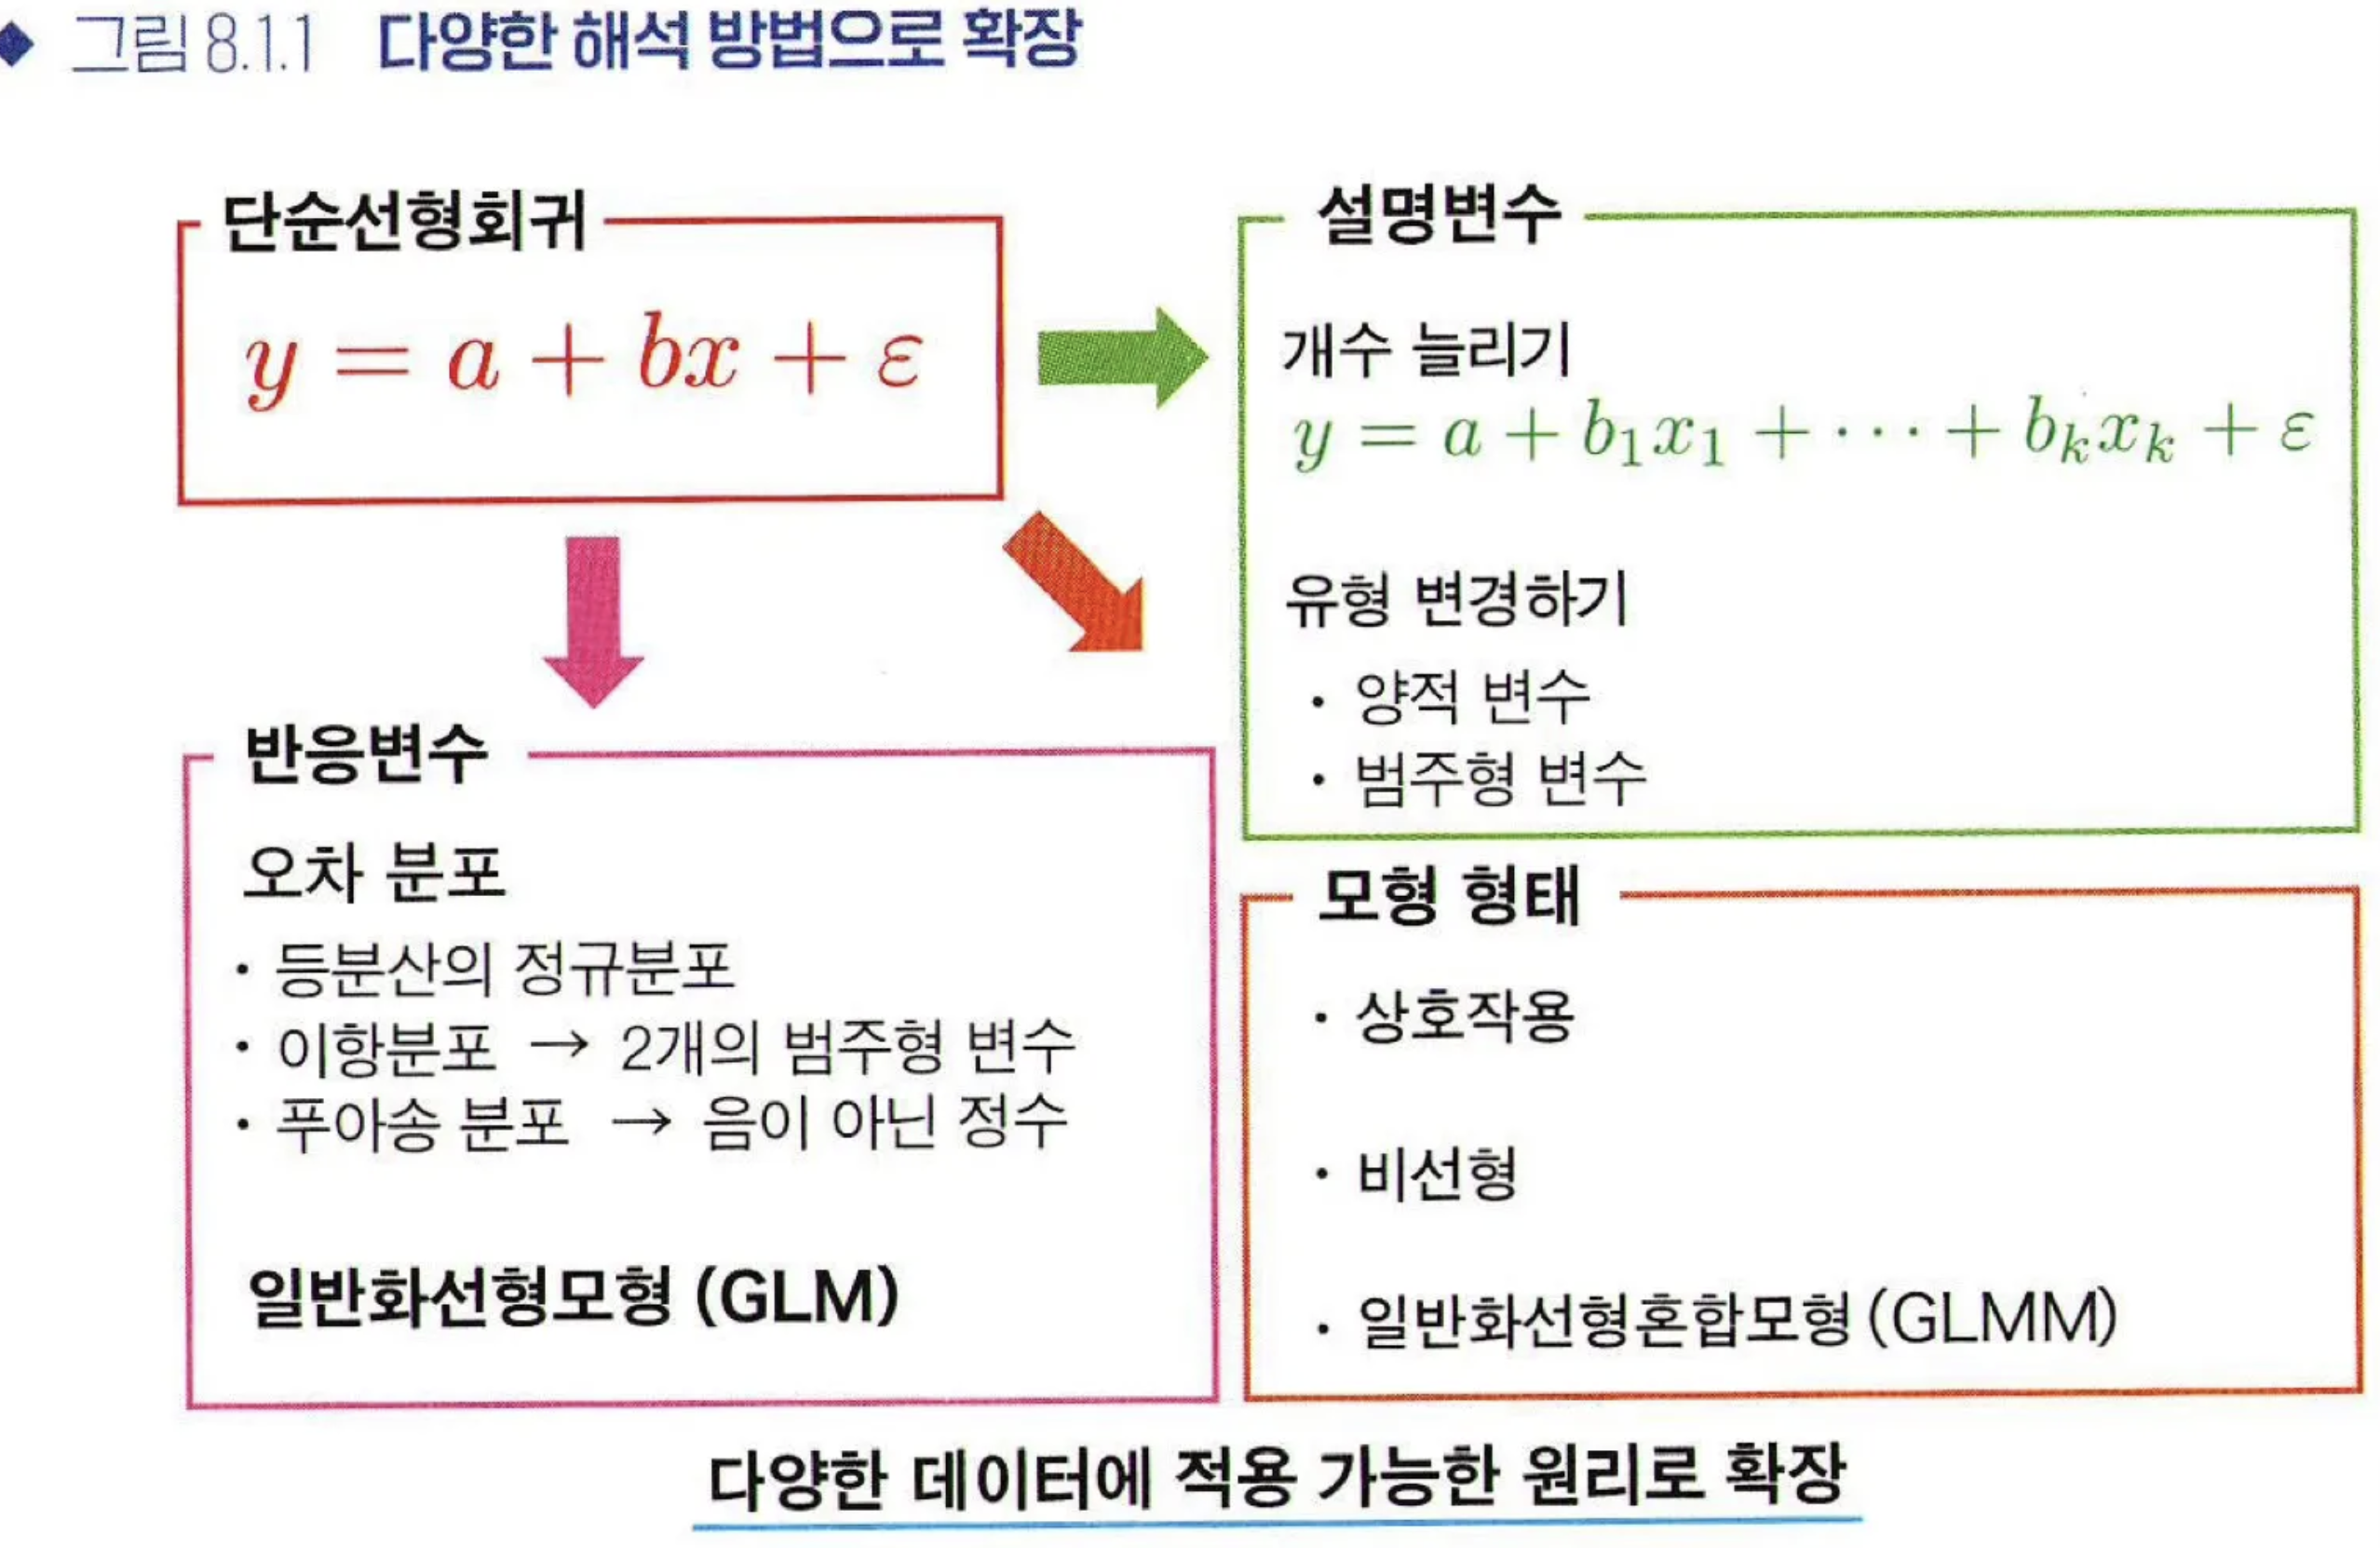 ◆ 그림 8.1.1 다양한 해석 방법으로 확장
단순선형회귀
y = a + bx + ε
설명변수
개수 늘리기
y = a + b₁x₁ + ··· + bₖxₖ + ε
유형 변경하기
· 양적 변수
· 범주형 변수
반응변수
오차 분포
· 등분산의 정규분포
· 이항분포 → 2개의 범주형 변수
· 푸아송 분포 → 음이 아닌 정수
일반화선형모형 (GLM)
모형 형태
· 상호작용
· 비선형
· 일반화선형혼합모형 (GLMM)
다양한 데이터에 적용 가능한 원리로 확장